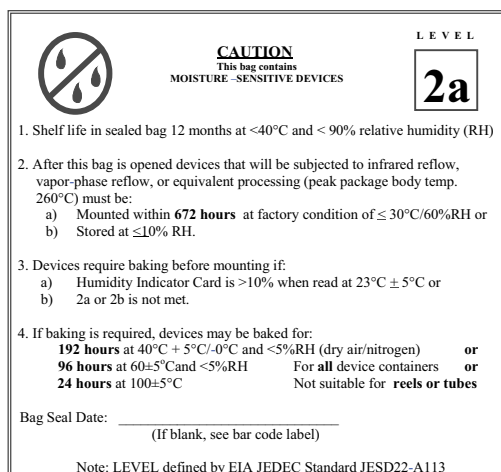 L E V E L
CAUTION
This bag contains
MOISTURE –SENSITIVE DEVICES
2a
1. Shelf life in sealed bag 12 months at <40°C and < 90% relative humidity (RH)
2. After this bag is opened devices that will be subjected to infrared reflow,
vapor-phase reflow, or equivalent processing (peak package body temp.
260°C) must be:
a) Mounted within 672 hours at factory condition of ≤ 30°C/60%RH or
b) Stored at ≤10% RH.
3. Devices require baking before mounting if:
a) Humidity Indicator Card is >10% when read at 23°C ± 5°C or
b) 2a or 2b is not met.
4. If baking is required, devices may be baked for:
192 hours at 40°C + 5°C/-0°C and <5%RH (dry air/nitrogen) or
96 hours at 60±5°Cand <5%RH For all device containers or
24 hours at 100±5°C Not suitable for reels or tubes
Bag Seal Date: ______________________________
(If blank, see bar code label)
Note: LEVEL defined by EIA JEDEC Standard JESD22-A113